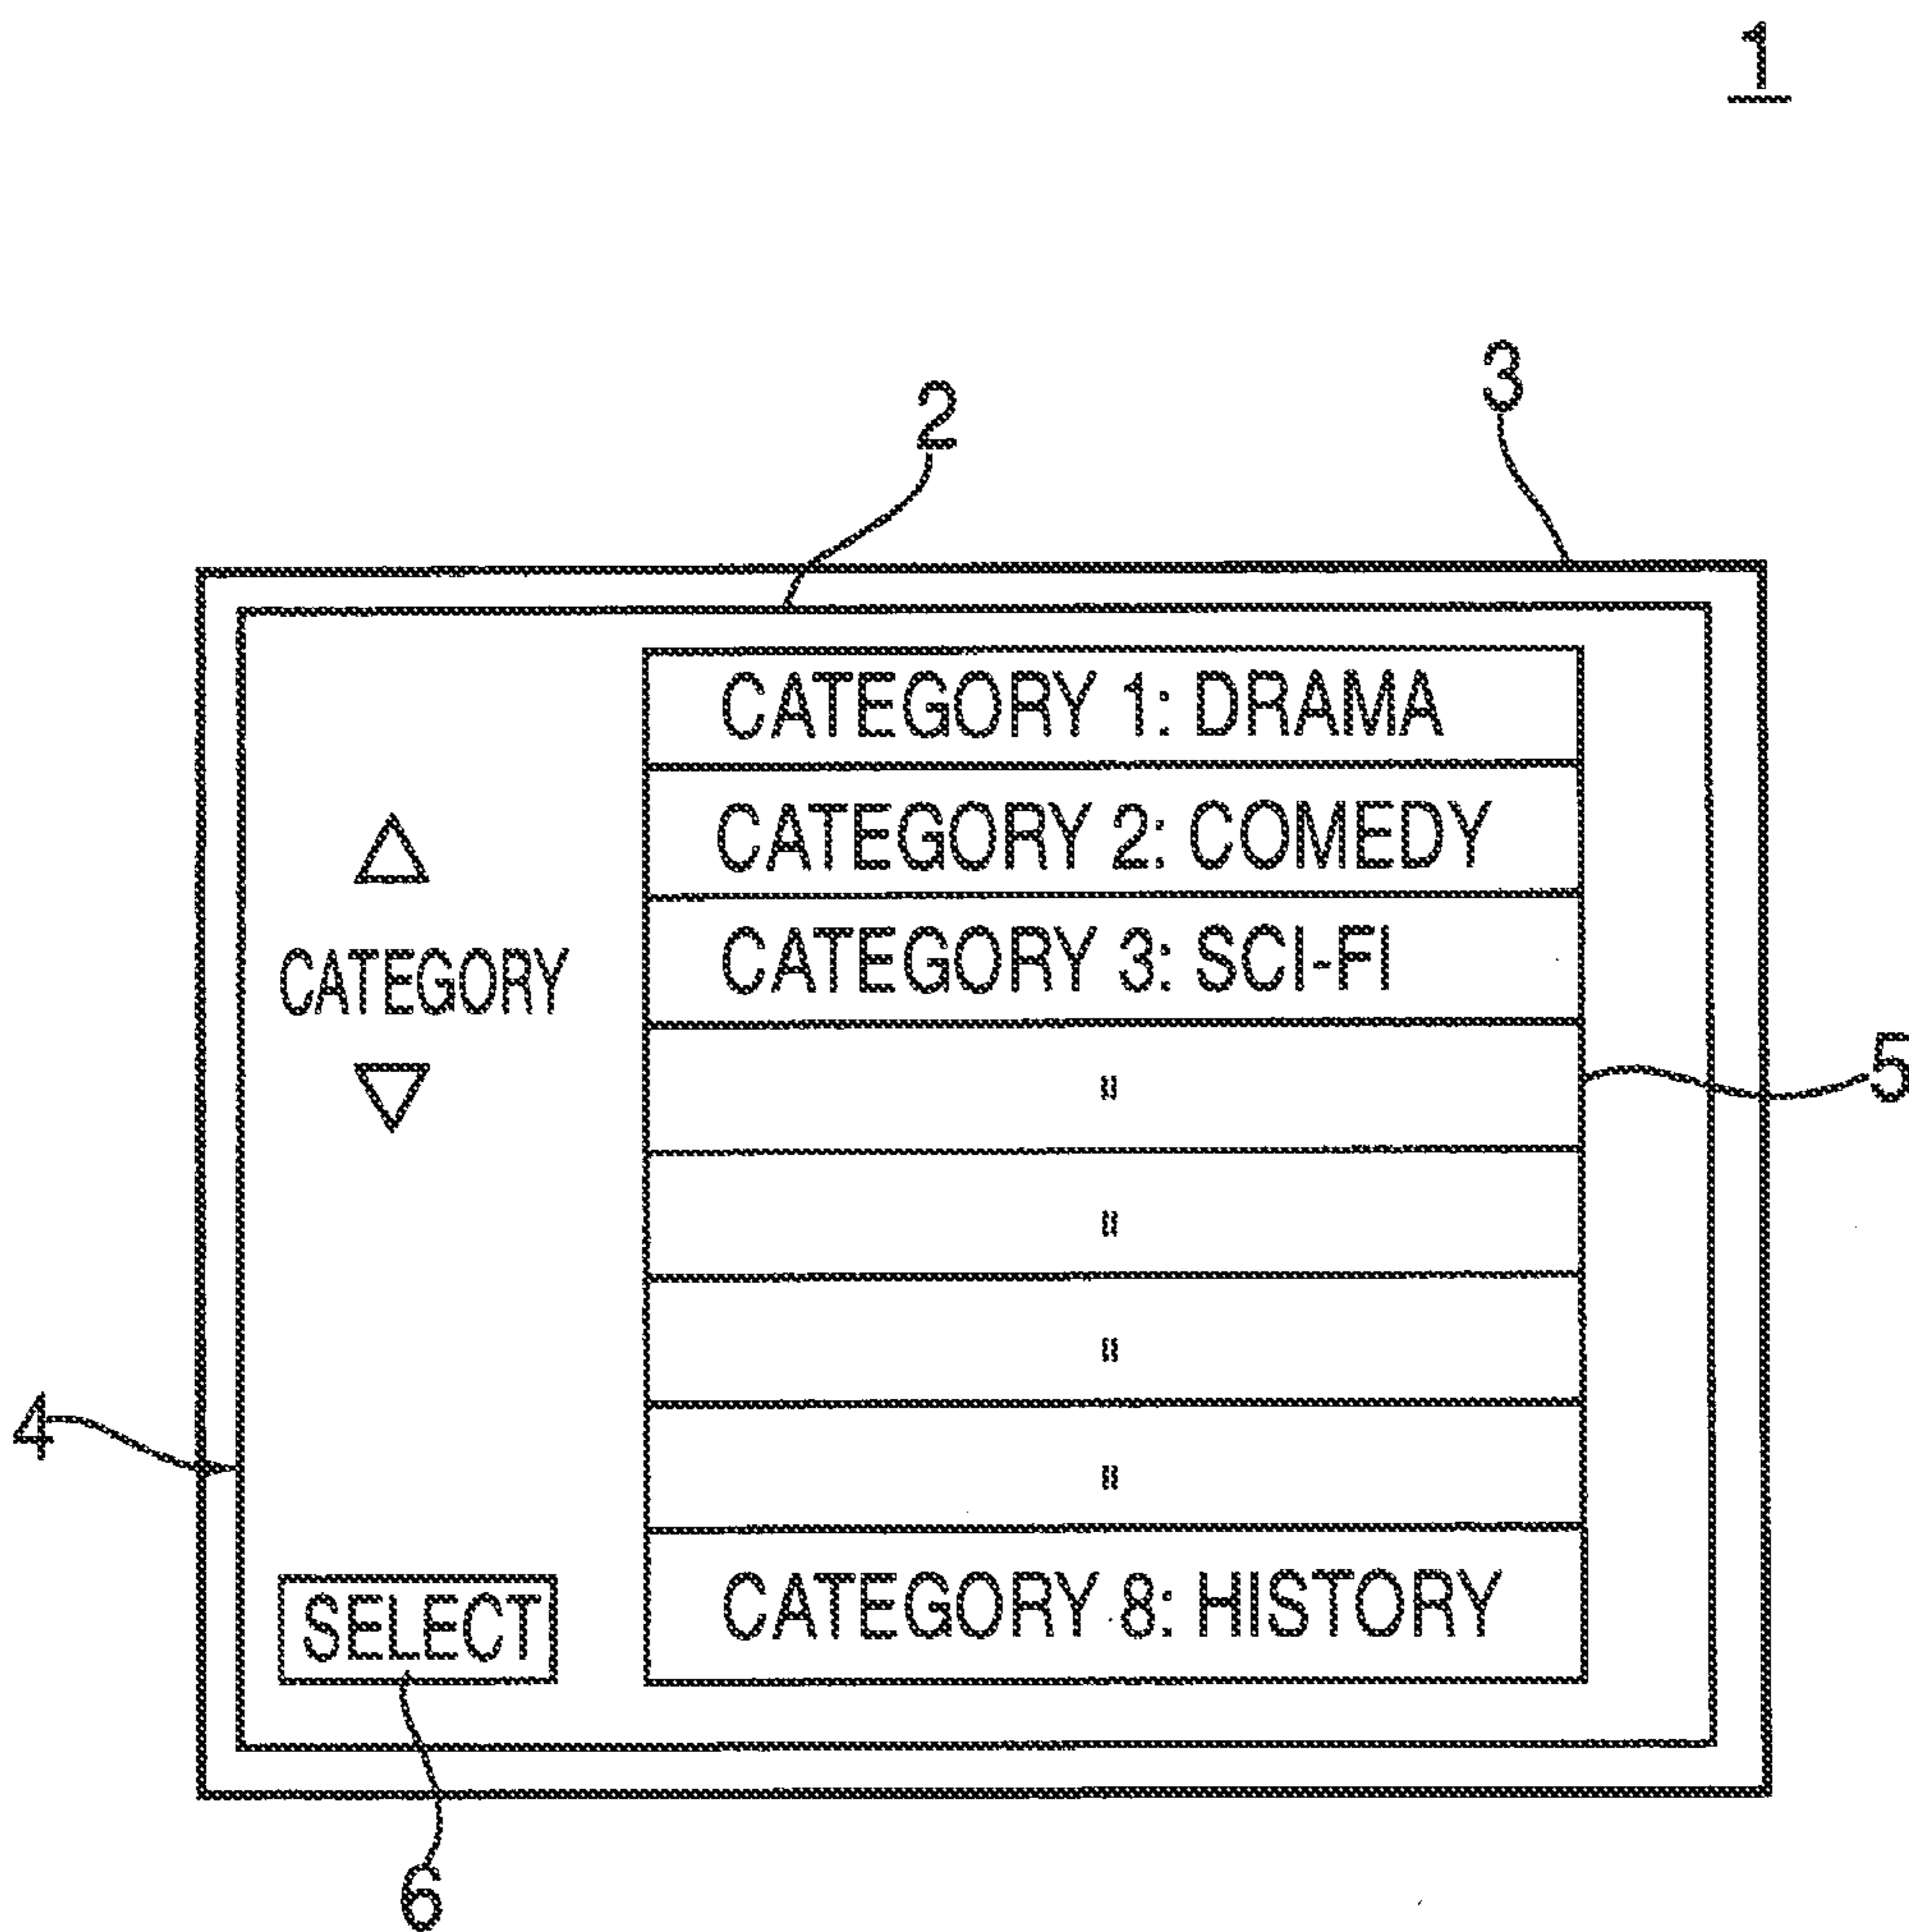 1
2
3
CATEGORY 1: DRAMA
CATEGORY 2: COMEDY
CATEGORY 3: SCI-FI
CATEGORY
5
"
"
"
"
4
CATEGORY 8: HISTORY
SELECT
6